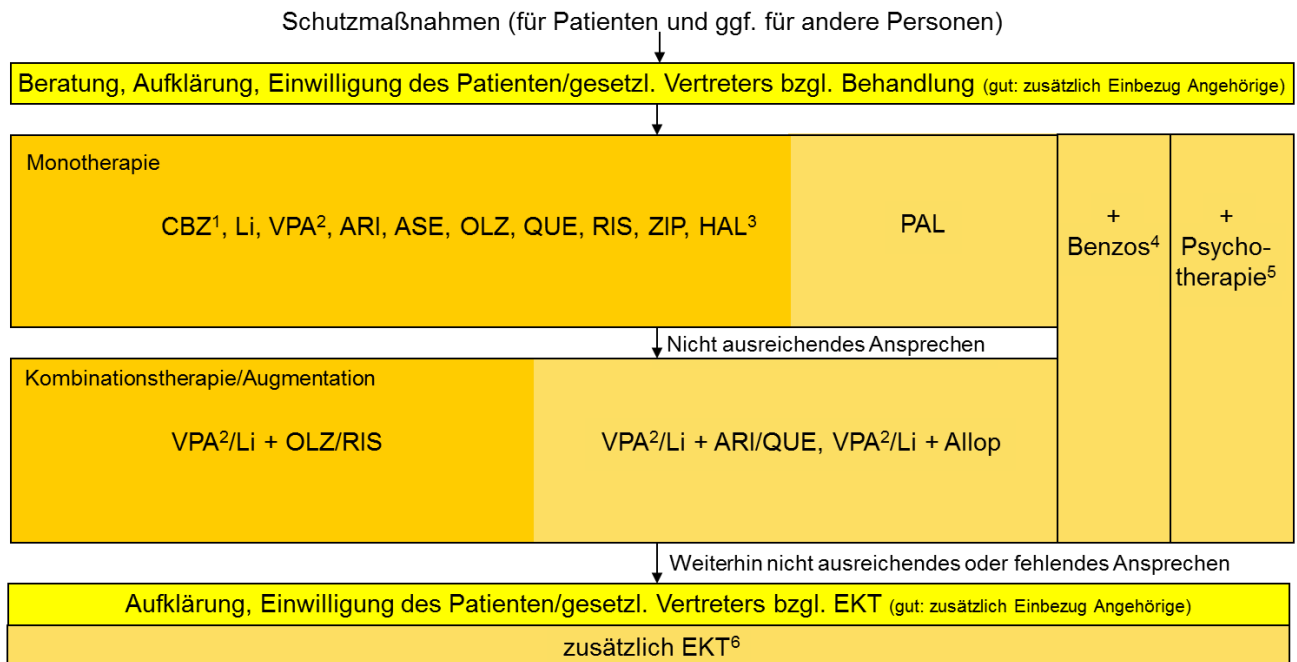 Schutzmaßnahmen (für Patienten und ggf. für andere Personen)
Beratung, Aufklärung, Einwilligung des Patienten/gesetzl. Vertreters bzgl. Behandlung (gut: zusätzlich Einbezug Angehörige)
Monotherapie
CBZ¹, Li, VPA², ARI, ASE, OLZ, QUE, RIS, ZIP, HAL³
PAL
+
Benzos⁴
+
Psycho-
therapie⁵
Nicht ausreichendes Ansprechen
Kombinationstherapie/Augmentation
VPA²/Li + OLZ/RIS
VPA²/Li + ARI/QUE, VPA²/Li + Allop
Weiterhin nicht ausreichendes oder fehlendes Ansprechen
Aufklärung, Einwilligung des Patienten/gesetzl. Vertreters bzgl. EKT (gut: zusätzlich Einbezug Angehörige)
zusätzlich EKT⁶